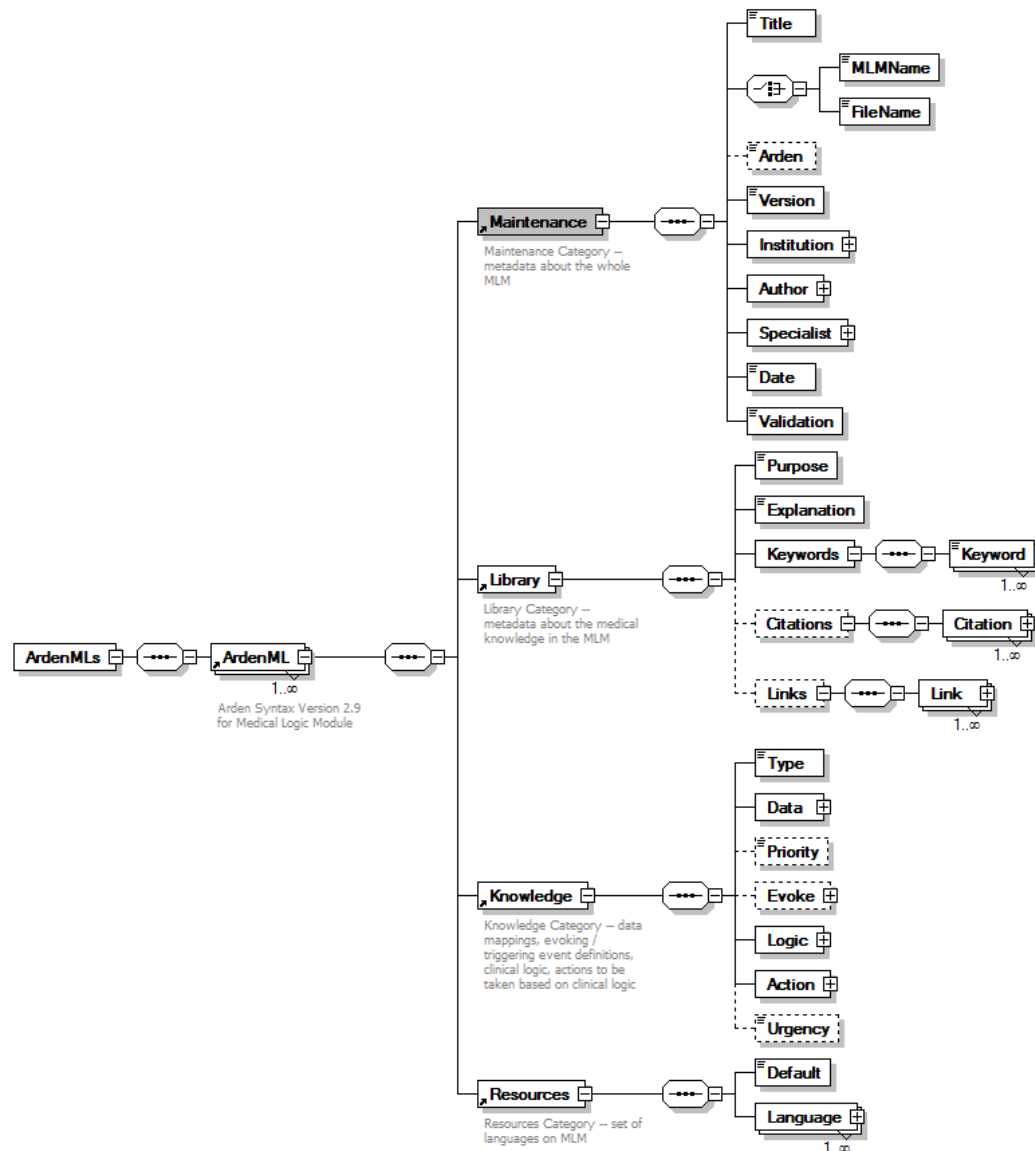 Title
MLMName
FileName
Arden
Version
Maintenance
Maintenance Category --
metadata about the whole
MLM
Institution
Author
Specialist
Date
Validation
Purpose
Explanation
Keywords
Keyword
1..∞
Library
Library Category --
metadata about the medical
knowledge in the MLM
Citations
Citation
1..∞
Links
Link
1..∞
ArdenMLs
ArdenML
1..∞
Arden Syntax Version 2.9
for Medical Logic Module
Type
Data
Priority
Evoke
Knowledge
Knowledge Category -- data
mappings, evoking /
triggering event definitions,
clinical logic, actions to be
taken based on clinical logic
Logic
Action
Urgency
Default
Resources
Resources Category -- set of
languages on MLM
Language
1..∞